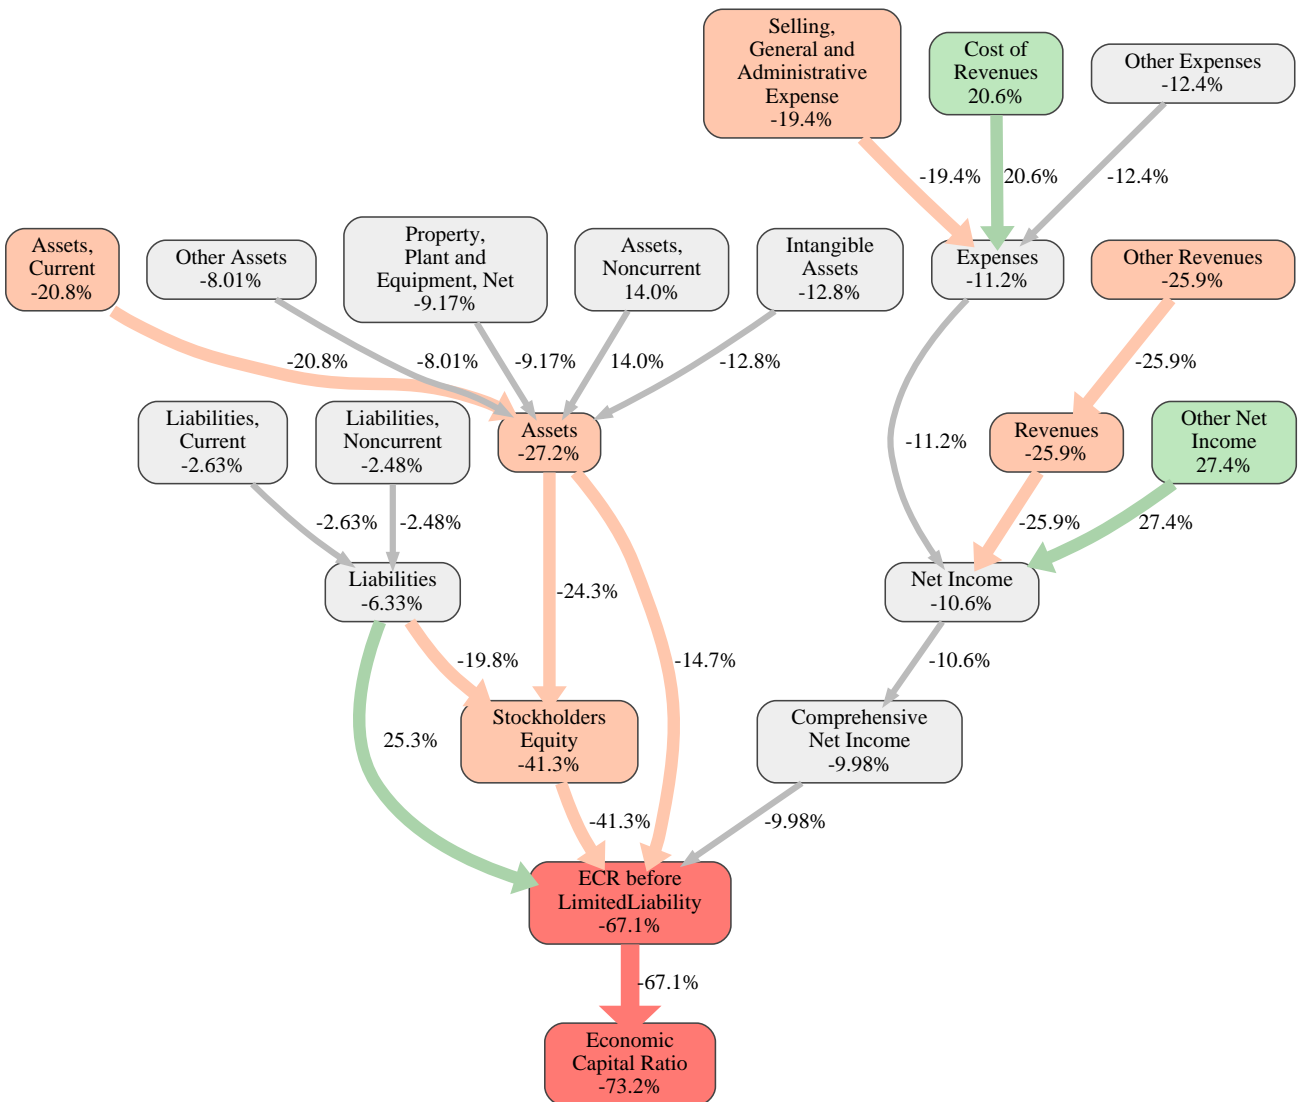 Selling,
General and
Administrative
Expense
-19.4%
Cost of
Revenues
20.6%
Other Expenses
-12.4%
-19.4%
20.6%
-12.4%
Assets,
Current
-20.8%
Other Assets
-8.01%
Property,
Plant and
Equipment, Net
-9.17%
Assets,
Noncurrent
14.0%
Intangible
Assets
-12.8%
Expenses
-11.2%
Other Revenues
-25.9%
-20.8%
-8.01%
-9.17%
14.0%
-12.8%
-25.9%
Liabilities,
Current
-2.63%
Liabilities,
Noncurrent
-2.48%
Assets
-27.2%
-11.2%
Revenues
-25.9%
Other Net
Income
27.4%
-2.63%
-2.48%
-25.9%
27.4%
Liabilities
-6.33%
-24.3%
Net Income
-10.6%
-19.8%
-14.7%
-10.6%
25.3%
Stockholders
Equity
-41.3%
Comprehensive
Net Income
-9.98%
-41.3%
-9.98%
ECR before
LimitedLiability
-67.1%
-67.1%
Economic
Capital Ratio
-73.2%